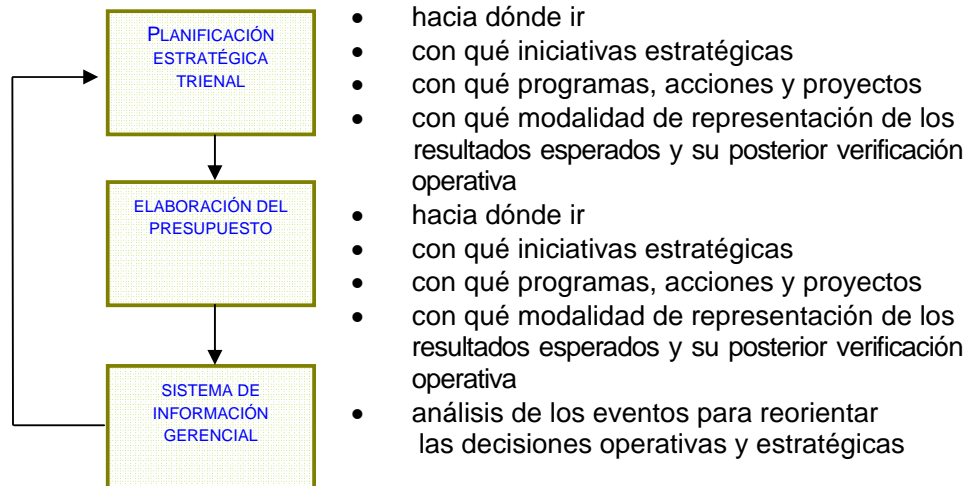 PLANIFICACIÓN
ESTRATÉGICA
TRIENAL
• hacia dónde ir
• con qué iniciativas estratégicas
• con qué programas, acciones y proyectos
• con qué modalidad de representación de los
resultados esperados y su posterior verificación
operativa
ELABORACIÓN DEL
PRESUPUESTO
• hacia dónde ir
• con qué iniciativas estratégicas
• con qué programas, acciones y proyectos
• con qué modalidad de representación de los
resultados esperados y su posterior verificación
operativa
SISTEMA DE
INFORMACIÓN
GERENCIAL
• análisis de los eventos para reorientar
las decisiones operativas y estratégicas